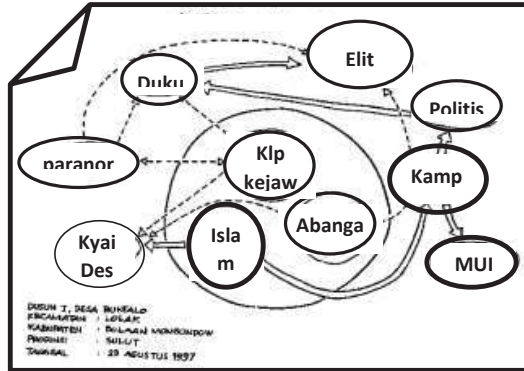 Elit
Duku
Politis
paranor
Klp
kejaw
Kamp
Abanga
Kyai
Des
Isla
m
MUI
DUSUN I, DESA BUNTALO
KECAMATAN : LOLAK
KABUPATEN : BOLAAN MONGONDOW
PROPINSI : SULUT
TANGGAL : 29 AGUSTUS 1997